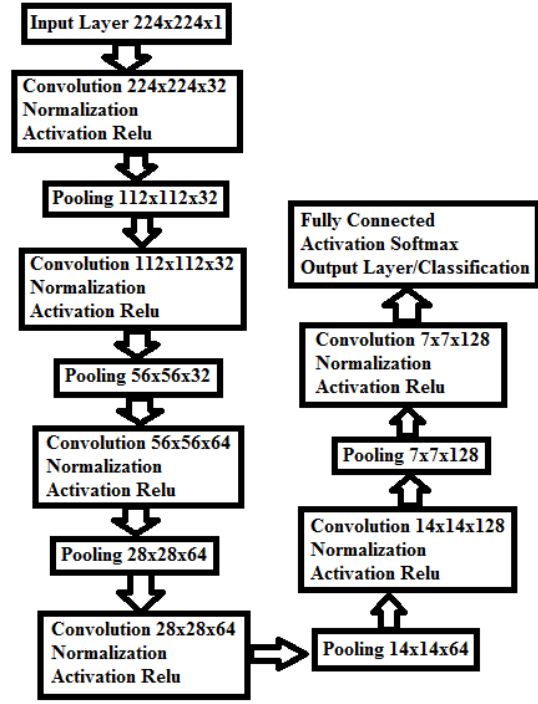 Input Layer 224x224x1
Convolution 224x224x32
Normalization
Activation Relu
Pooling 112x112x32
Convolution 112x112x32
Normalization
Activation Relu
Pooling 56x56x32
Convolution 56x56x64
Normalization
Activation Relu
Pooling 28x28x64
Convolution 28x28x64
Normalization
Activation Relu
Pooling 14x14x64
Convolution 14x14x128
Normalization
Activation Relu
Pooling 7x7x128
Convolution 7x7x128
Normalization
Activation Relu
Fully Connected
Activation Softmax
Output Layer/Classification